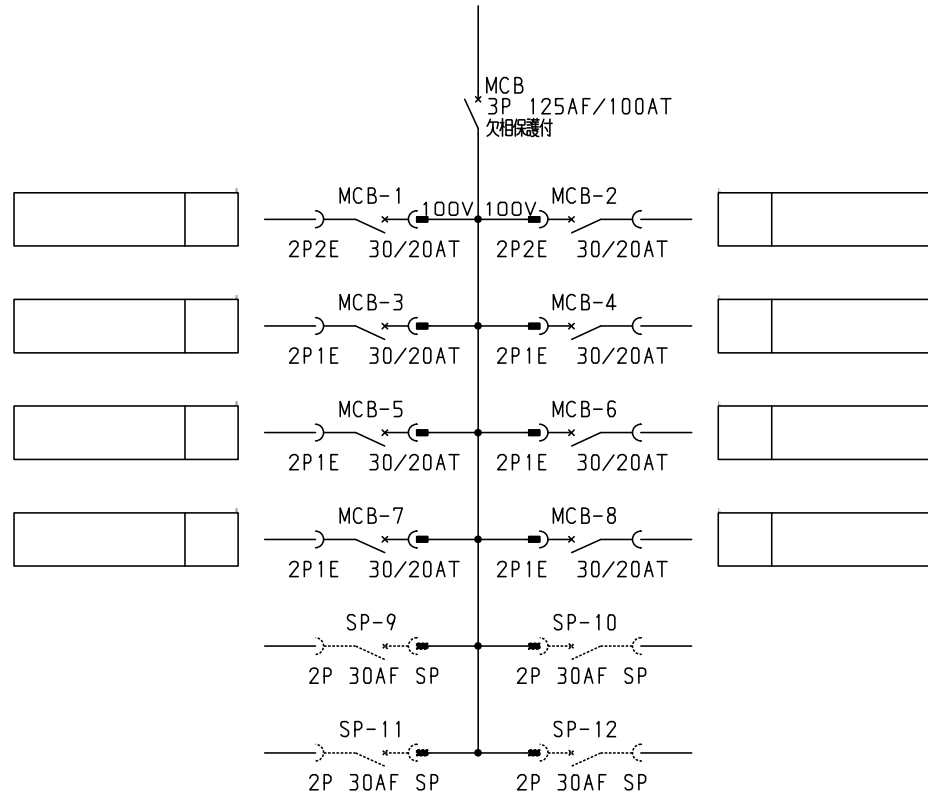 MCB
3P 125AF/100AT
欠相保護付
MCB-1 100V 100V MCB-2
2P2E 30/20AT 2P2E 30/20AT
MCB-3 MCB-4
2P1E 30/20AT 2P1E 30/20AT
MCB-5 MCB-6
2P1E 30/20AT 2P1E 30/20AT
MCB-7 MCB-8
2P1E 30/20AT 2P1E 30/20AT
SP-9 SP-10
2P 30AF SP 2P 30AF SP
SP-11 SP-12
2P 30AF SP 2P 30AF SP